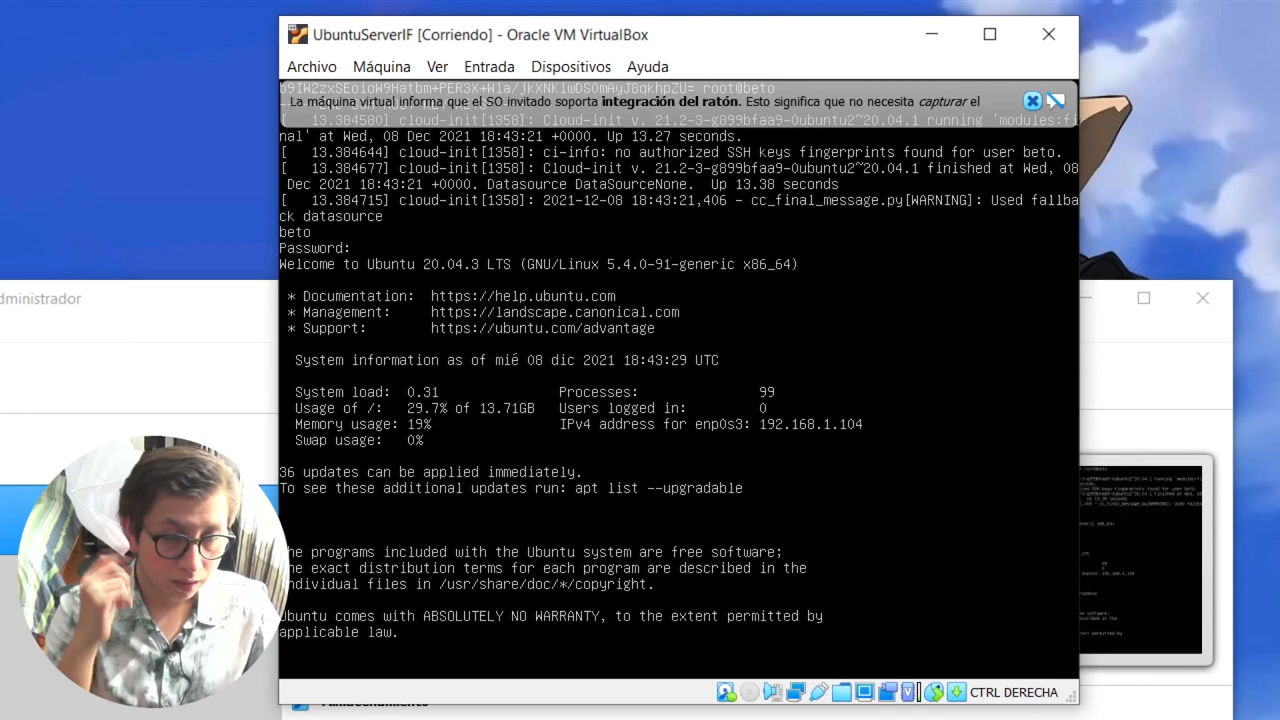 UbuntuServerIF [Corriendo] - Oracle VM VirtualBox
Archivo Máquina Ver Entrada Dispositivos Ayuda
La máquina virtual informa que el SO invitado soporta integración del ratón. Esto significa que no necesita capturar el
[ 13.384580] cloud-init[1358]: Cloud-init v. 21.2-3-g899bfaa9-0ubuntu2~20.04.1 running 'modules:fi
nal' at Wed, 08 Dec 2021 18:43:21 +0000. Up 13.27 seconds.
[ 13.384644] cloud-init[1358]: ci-info: no authorized SSH keys fingerprints found for user beto.
[ 13.384677] cloud-init[1358]: Cloud-init v. 21.2-3-g899bfaa9-0ubuntu2~20.04.1 finished at Wed, 08
Dec 2021 18:43:21 +0000. Datasource DataSourceNone. Up 13.38 seconds
[ 13.384715] cloud-init[1358]: 2021-12-08 18:43:21,406 - cc_final_message.py[WARNING]: Used fallba
ck datasource
beto
Password:
Welcome to Ubuntu 20.04.3 LTS (GNU/Linux 5.4.0-91-generic x86_64)
* Documentation: https://help.ubuntu.com
* Management: https://landscape.canonical.com
* Support: https://ubuntu.com/advantage
System information as of mié 08 dic 2021 18:43:29 UTC
System load: 0.31 Processes: 99
Usage of /: 29.7% of 13.71GB Users logged in: 0
Memory usage: 19% IPv4 address for enp0s3: 192.168.1.104
Swap usage: 0%
36 updates can be applied immediately.
To see these additional updates run: apt list --upgradable
he programs included with the Ubuntu system are free software;
he exact distribution terms for each program are described in the
ndividual files in /usr/share/doc/*/copyright.
Ubuntu comes with ABSOLUTELY NO WARRANTY, to the extent permitted by
applicable law.
CTRL DERECHA
dministrador